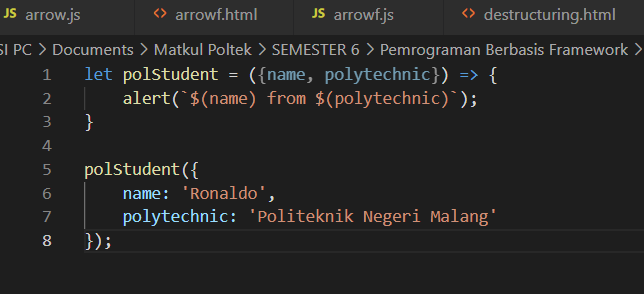 JS arrow.js <> arrowf.html JS arrowf.js <> destructuring.html
SI PC > Documents > Matkul Poltek > SEMESTER 6 > Pemrograman Berbasis Framework >
1 let polStudent = ({name, polytechnic}) => {
2 alert(`$(name) from $(polytechnic)`);
3 }
4
5 polStudent({
6 name: 'Ronaldo',
7 polytechnic: 'Politeknik Negeri Malang'
8 });